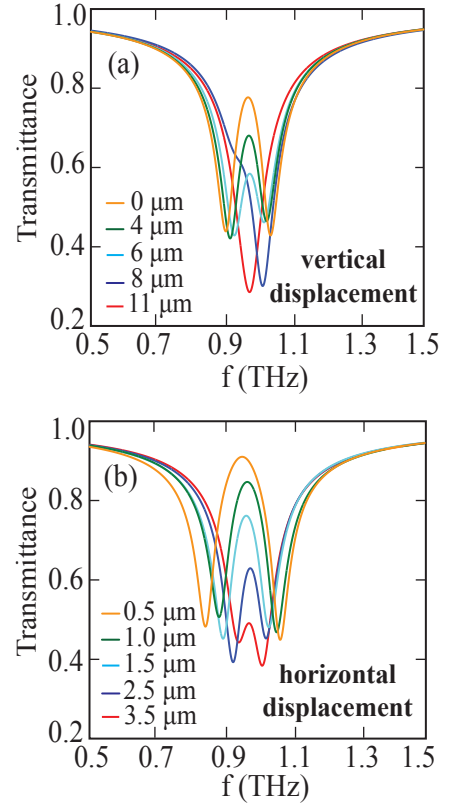 1.0
(a)
0.8
Transmittance
0.6
0 μm
4 μm
0.4
6 μm
8 μm
vertical
11 μm
displacement
0.2
0.5 0.7 0.9 1.1 1.3 1.5
f (THz)
1.0
(b)
0.8
Transmittance
0.6
0.5 μm
1.0 μm
0.4
1.5 μm
2.5 μm
horizontal
3.5 μm
displacement
0.2
0.5 0.7 0.9 1.1 1.3 1.5
f (THz)